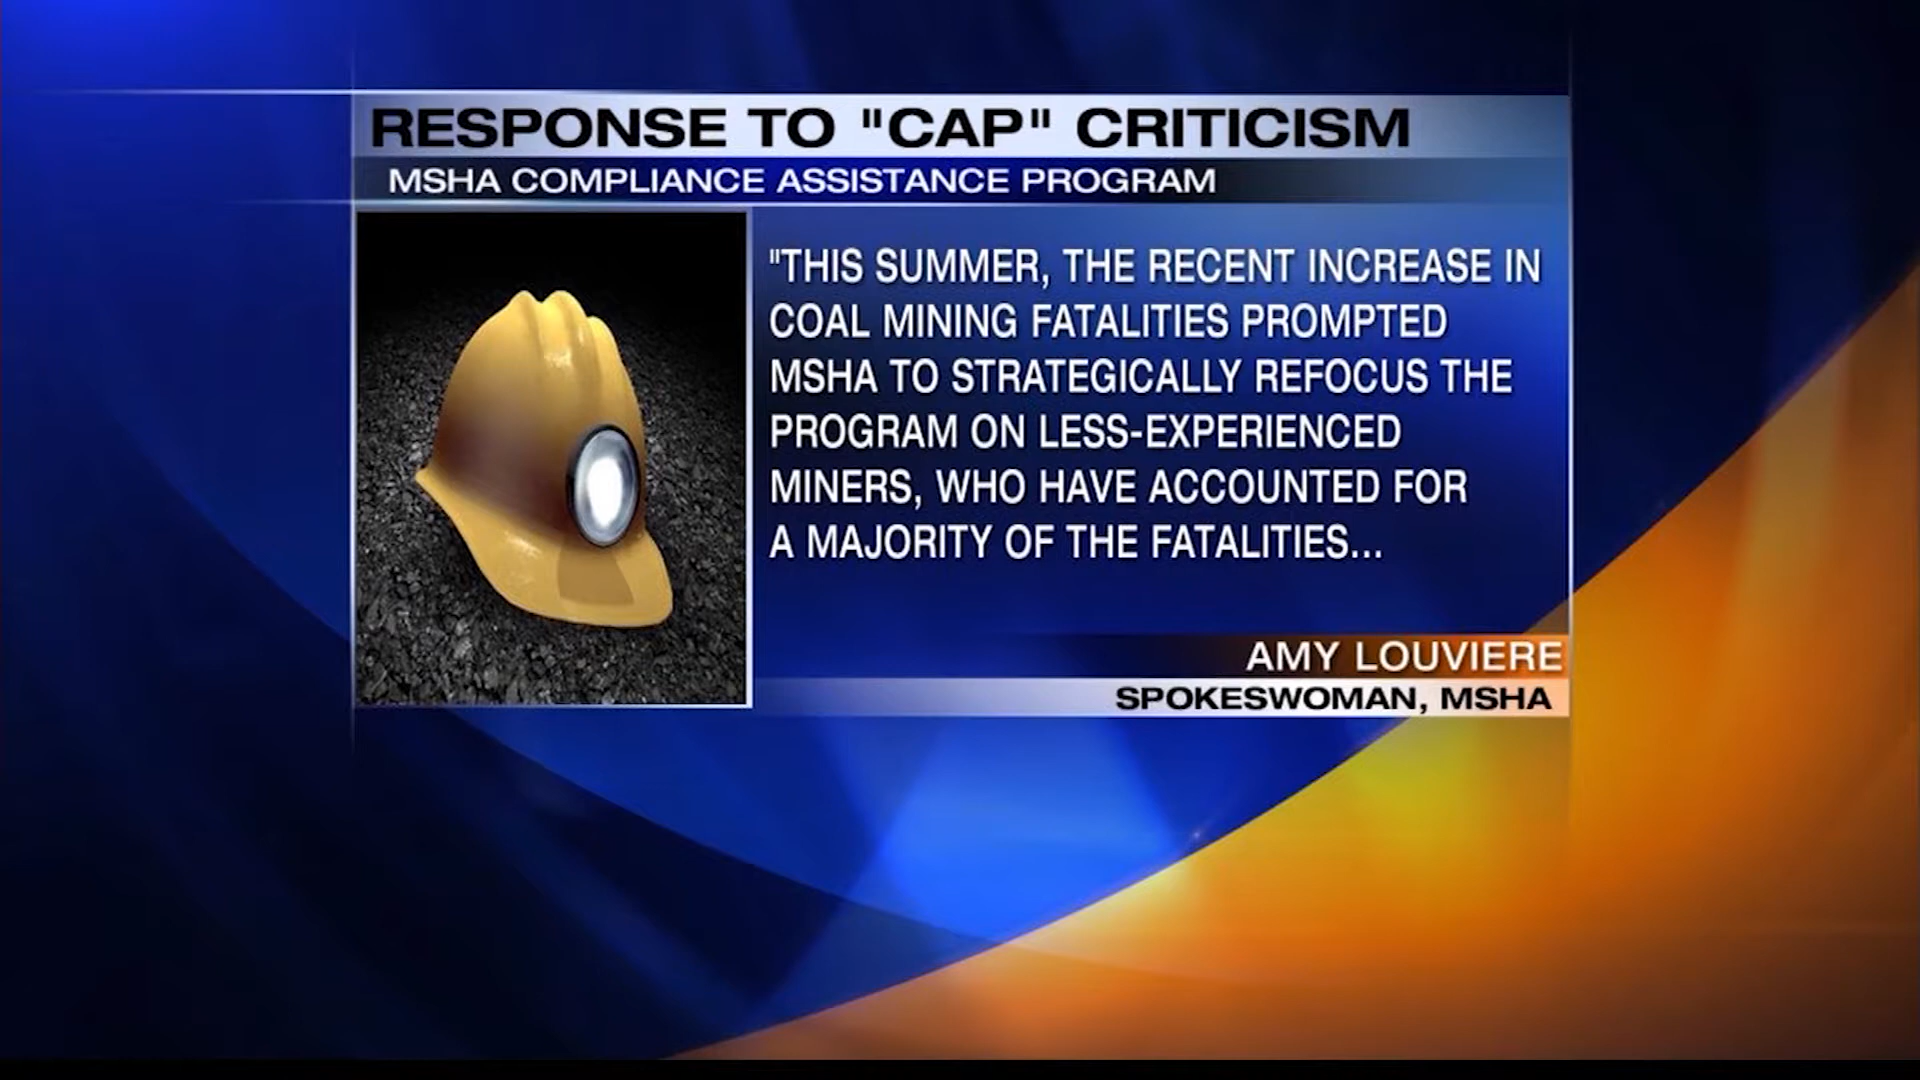 RESPONSE TO "CAP" CRITICISM
MSHA COMPLIANCE ASSISTANCE PROGRAM
"THIS SUMMER, THE RECENT INCREASE IN
COAL MINING FATALITIES PROMPTED
MSHA TO STRATEGICALLY REFOCUS THE
PROGRAM ON LESS-EXPERIENCED
MINERS, WHO HAVE ACCOUNTED FOR
A MAJORITY OF THE FATALITIES...
AMY LOUVIERE
SPOKESWOMAN, MSHA